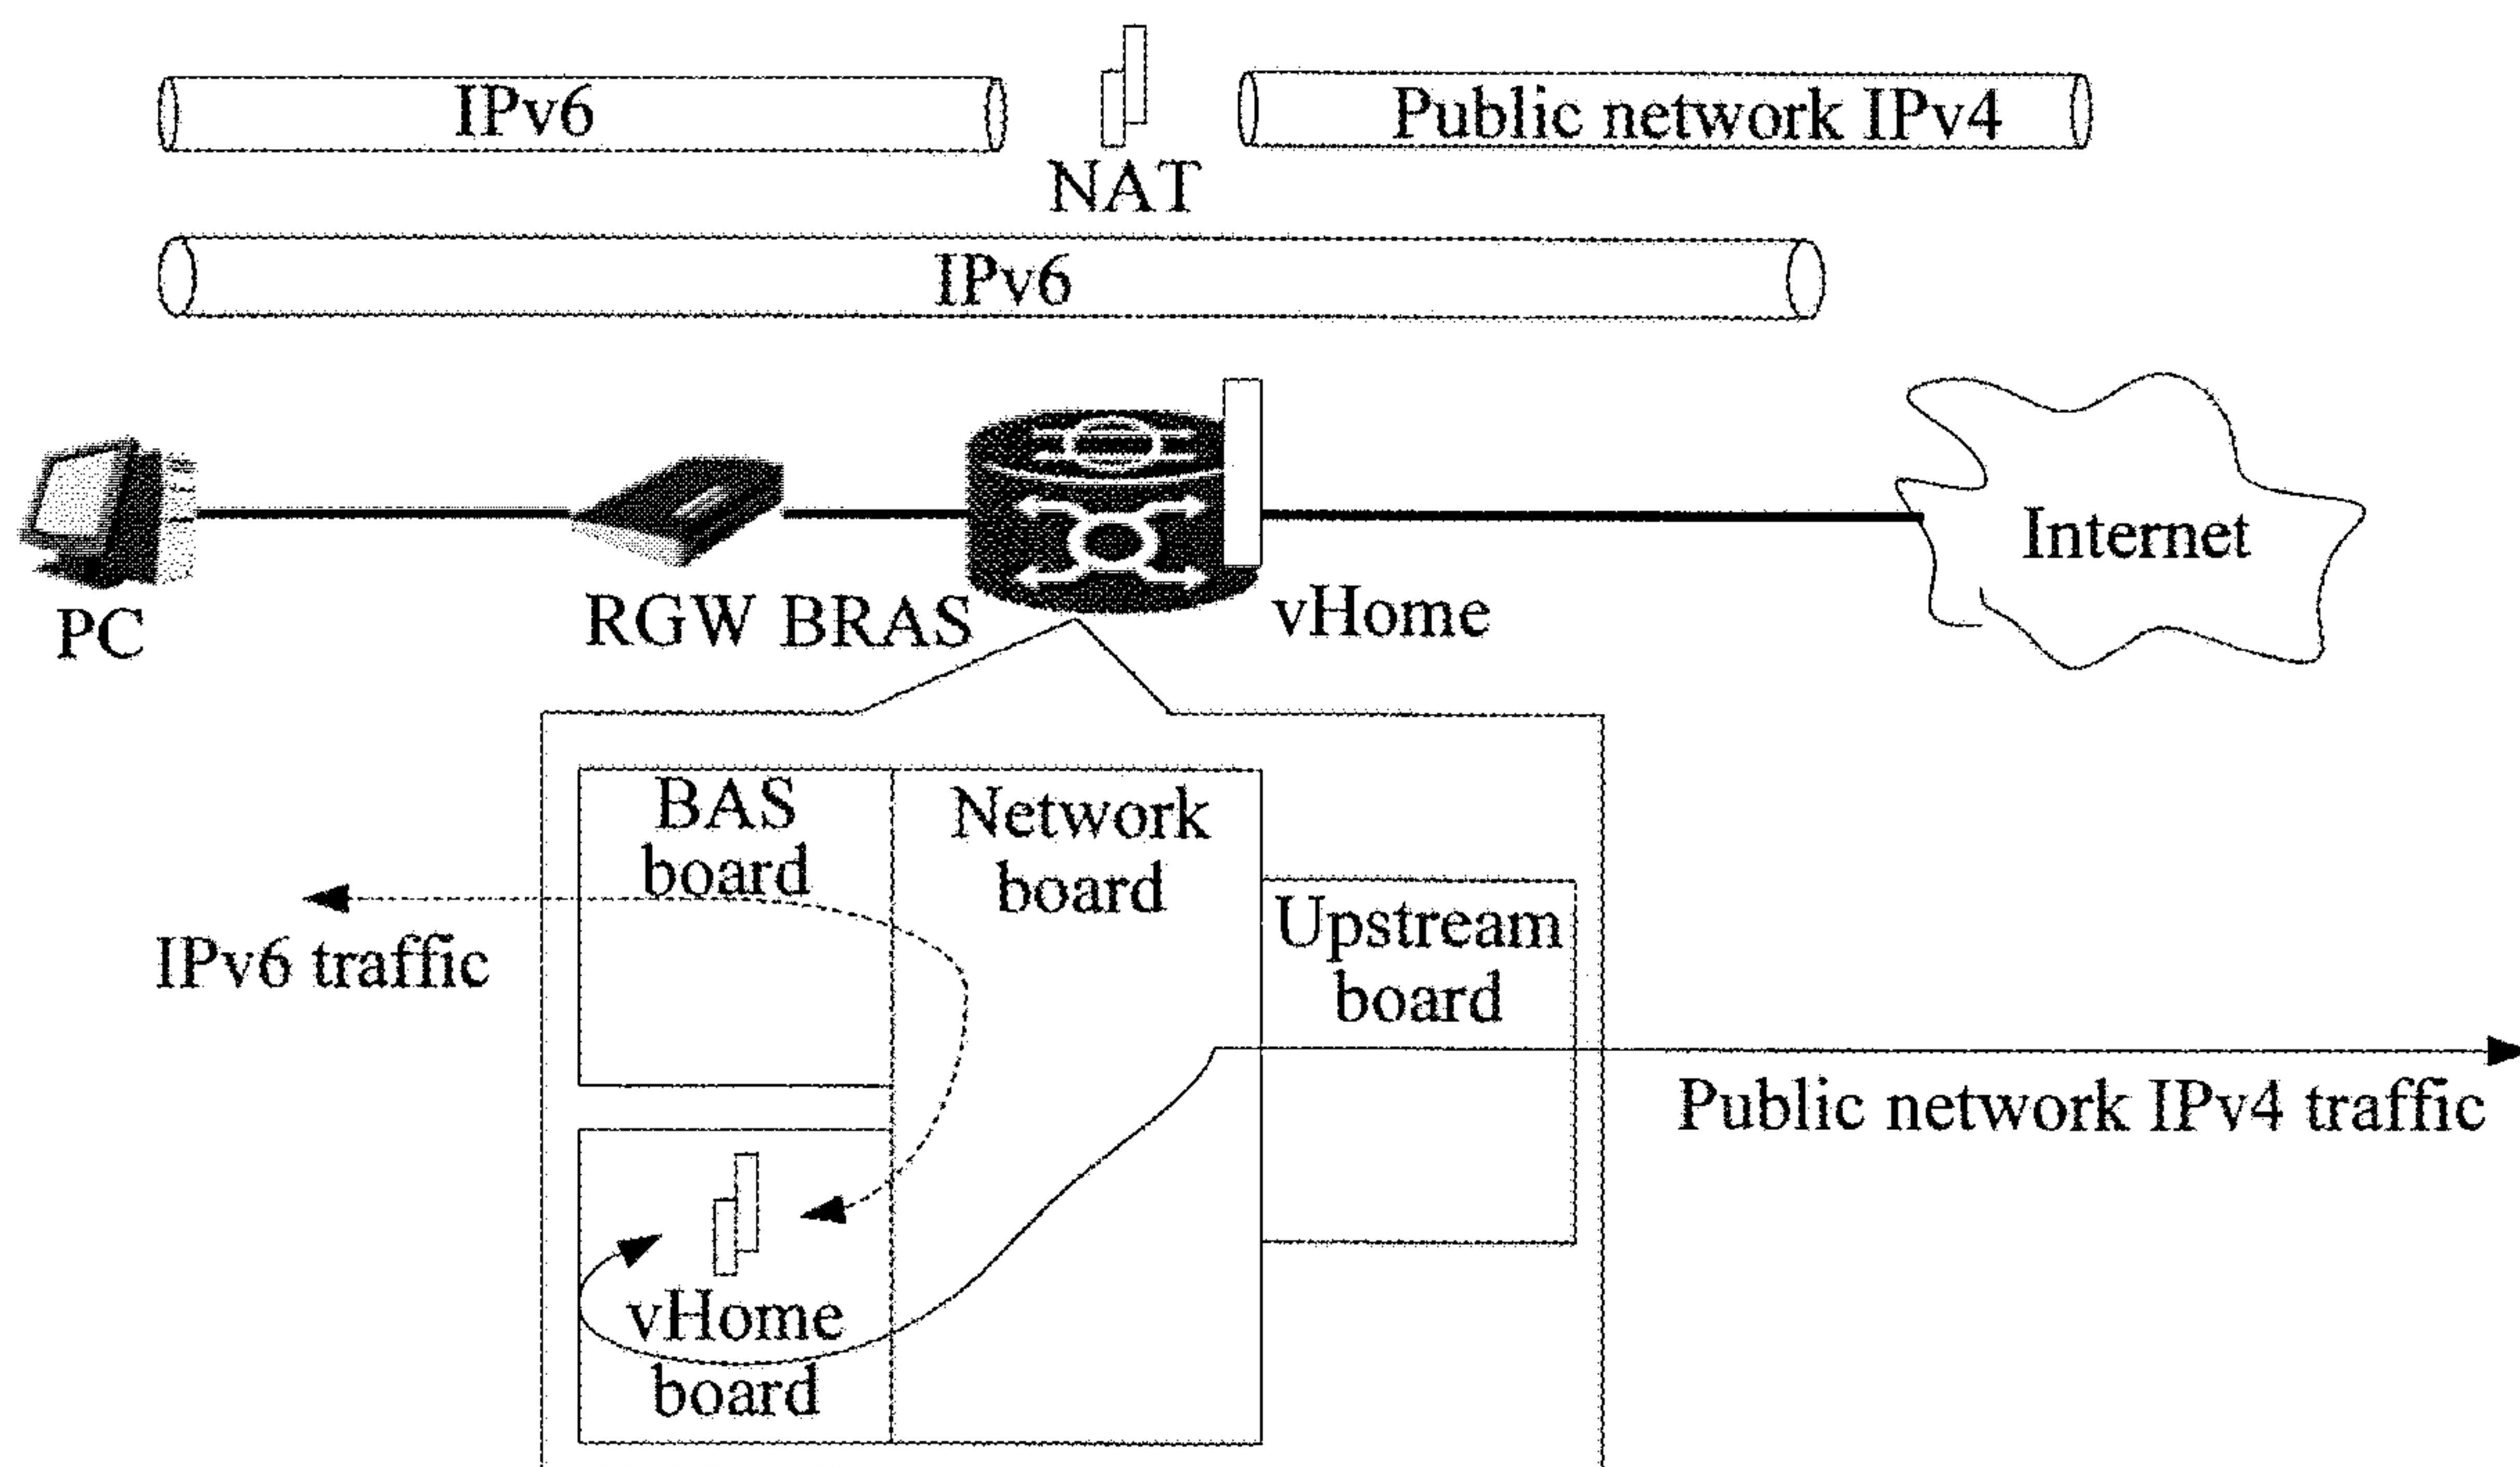 IPv6
Public network IPv4
NAT
IPv6
Internet
PC
RGW
BRAS
vHome
BAS
board
Network
board
Upstream
board
IPv6 traffic
Public network IPv4 traffic
vHome
board